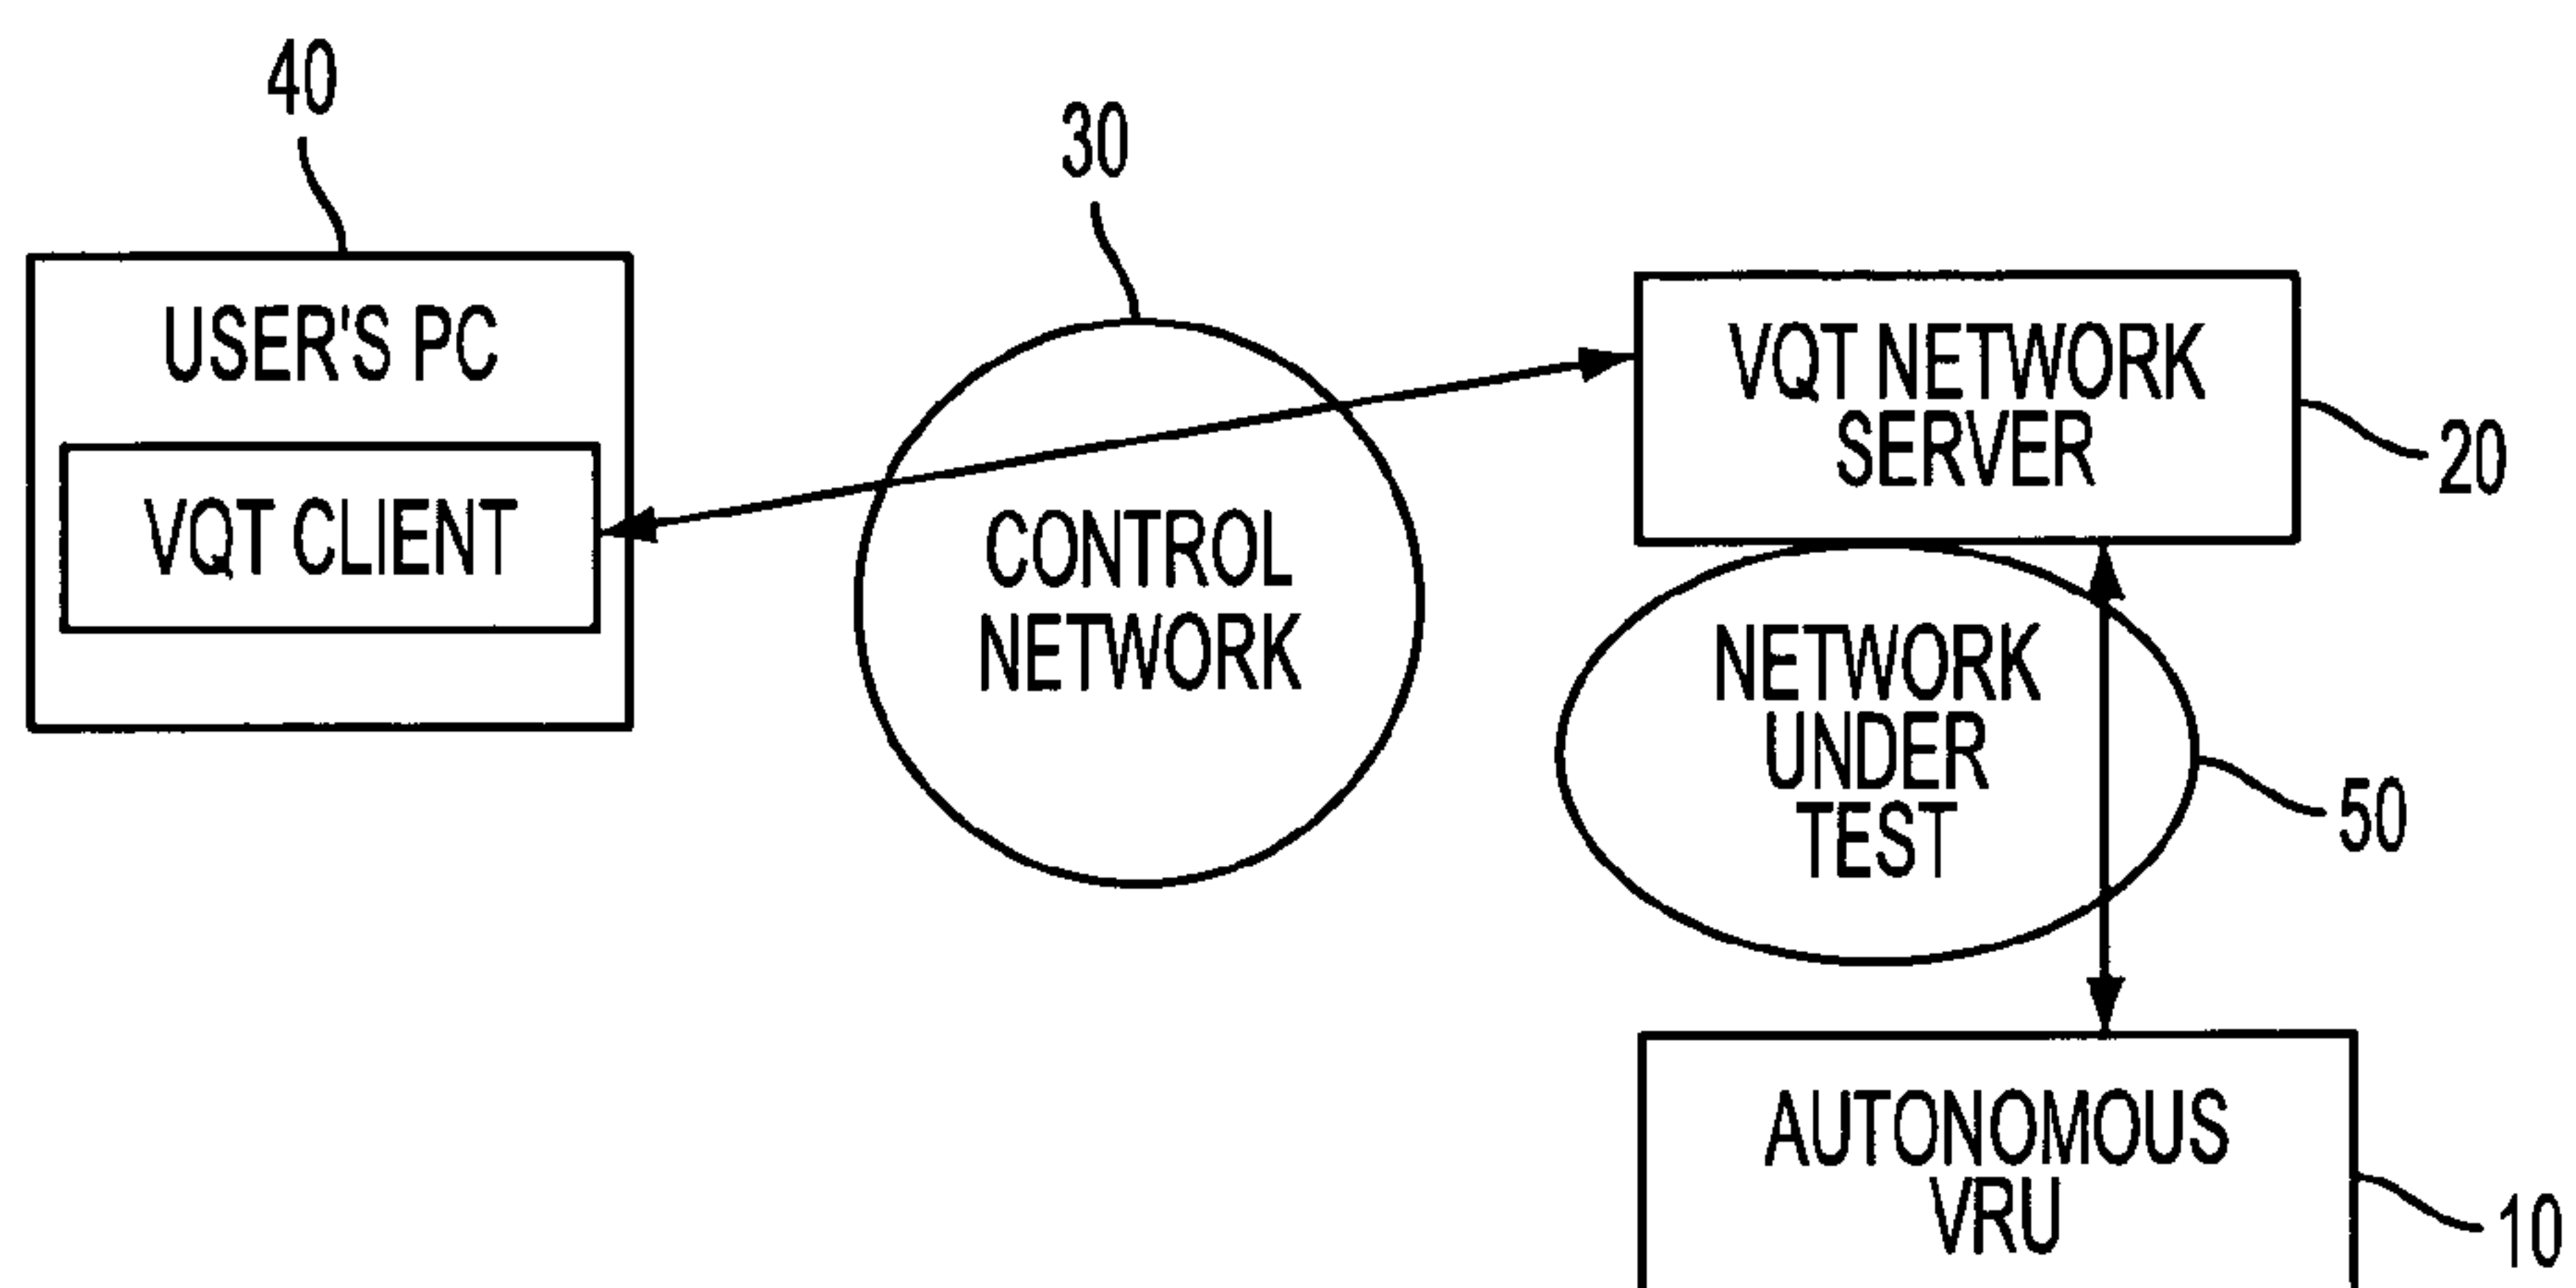 40
30
USER'S PC
VQT CLIENT
CONTROL
NETWORK
VQT NETWORK
SERVER
20
NETWORK
UNDER
TEST
50
AUTONOMOUS
VRU
10